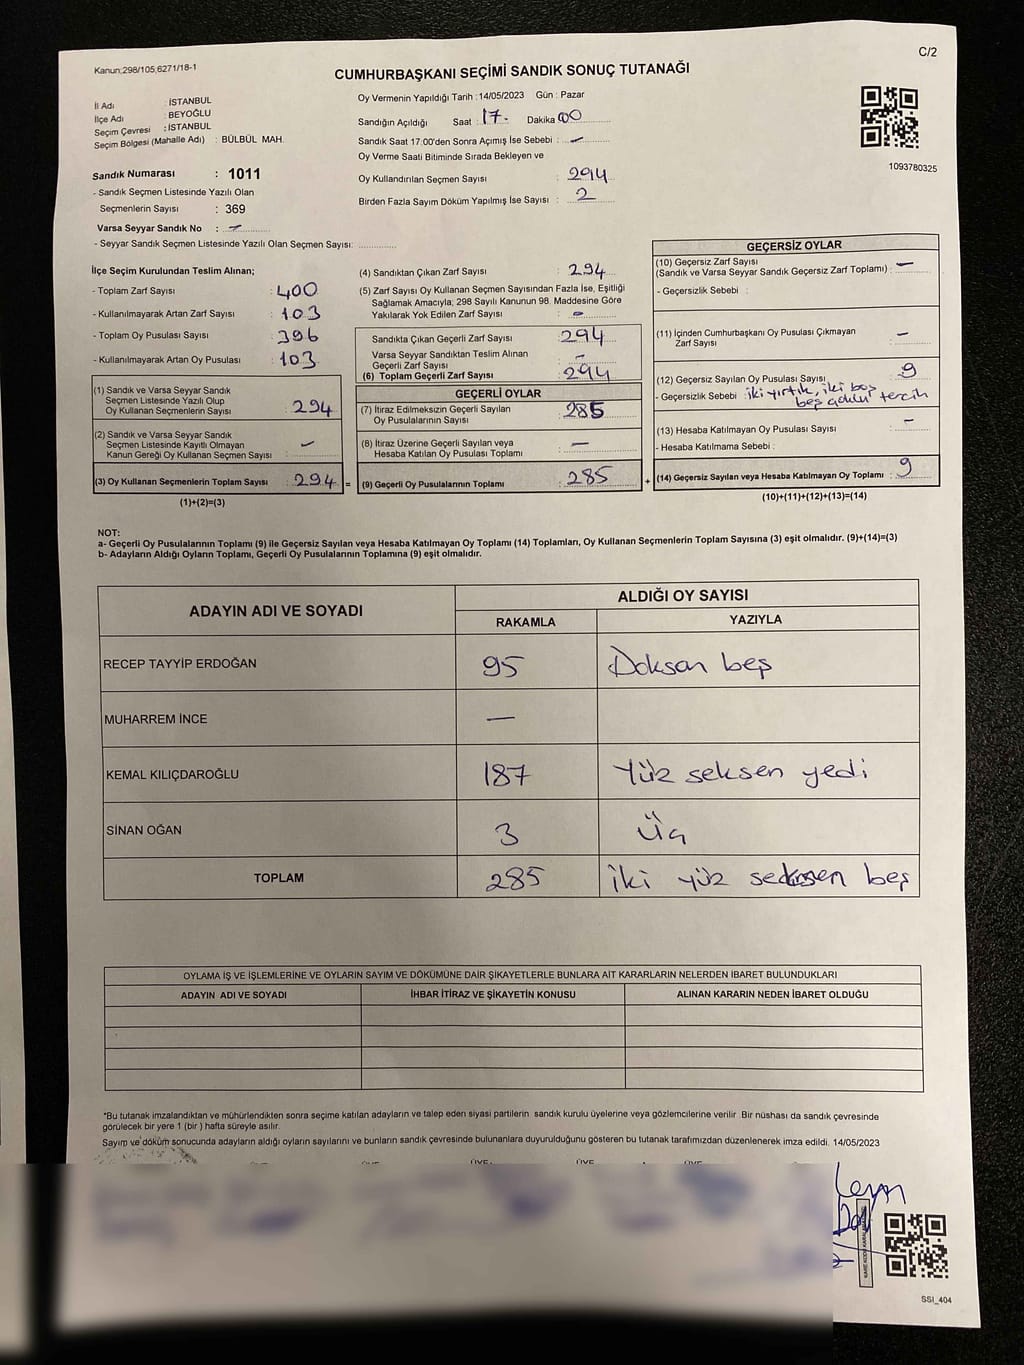 Kanun;298/105,6271/18-1
C/2
CUMHURBAŞKANI SEÇİMİ SANDIK SONUÇ TUTANAĞI
İl Adı : İSTANBUL
İlçe Adı : BEYOĞLU
Seçim Çevresi : İSTANBUL
Seçim Bölgesi (Mahalle Adı) : BÜLBÜL MAH.
Sandık Numarası : 1011
- Sandık Seçmen Listesinde Yazılı Olan
Seçmenlerin Sayısı : 369
Varsa Seyyar Sandık No : —
- Seyyar Sandık Seçmen Listesinde Yazılı Olan Seçmen Sayısı:
Oy Vermenin Yapıldığı Tarih :14/05/2023 Gün : Pazar
Sandığın Açıldığı Saat : 17. Dakika 00
Sandık Saat 17:00'den Sonra Açımış İse Sebebi : —
Oy Verme Saati Bitiminde Sırada Bekleyen ve
Oy Kullandırılan Seçmen Sayısı : 294
Birden Fazla Sayım Döküm Yapılmış İse Sayısı : 2
1093780325
İlçe Seçim Kurulundan Teslim Alınan;
- Toplam Zarf Sayısı : 400
- Kullanılmayarak Artan Zarf Sayısı : 103
- Toplam Oy Pusulası Sayısı : 396
- Kullanılmayarak Artan Oy Pusulası : 103
(1) Sandık ve Varsa Seyyar Sandık
Seçmen Listesinde Yazılı Olup
Oy Kullanan Seçmenlerin Sayısı : 294
(2) Sandık ve Varsa Seyyar Sandık
Seçmen Listesinde Kayıtlı Olmayan
Kanun Gereği Oy Kullanan Seçmen Sayısı : —
(3) Oy Kullanan Seçmenlerin Toplam Sayısı : 294 =
(1)+(2)=(3)
(4) Sandıktan Çıkan Zarf Sayısı : 294
(5) Zarf Sayısı Oy Kullanan Seçmen Sayısından Fazla İse, Eşitliği
Sağlamak Amacıyla; 298 Sayılı Kanunun 98. Maddesine Göre
Yakılarak Yok Edilen Zarf Sayısı :
Sandıkta Çıkan Geçerli Zarf Sayısı : 294
Varsa Seyyar Sandıktan Teslim Alınan
Geçerli Zarf Sayısı : —
(6) Toplam Geçerli Zarf Sayısı : 294
GEÇERLİ OYLAR
(7) İtiraz Edilmeksizin Geçerli Sayılan
Oy Pusulalarının Sayısı : 285
(8) İtiraz Üzerine Geçerli Sayılan veya
Hesaba Katılan Oy Pusulası Toplamı : —
(9) Geçerli Oy Pusulalarının Toplamı : 285 +
GEÇERSİZ OYLAR
(10) Geçersiz Zarf Sayısı
(Sandık ve Varsa Seyyar Sandık Geçersiz Zarf Toplamı) : —
- Geçersizlik Sebebi :
(11) İçinden Cumhurbaşkanı Oy Pusulası Çıkmayan
Zarf Sayısı : —
(12) Geçersiz Sayılan Oy Pusulası Sayısı : 9
- Geçersizlik Sebebi : iki yırtık, iki boş
beş adet tercih
(13) Hesaba Katılmayan Oy Pusulası Sayısı : —
- Hesaba Katılmama Sebebi :
(14) Geçersiz Sayılan veya Hesaba Katılmayan Oy Toplamı : 9
(10)+(11)+(12)+(13)=(14)
NOT:
a- Geçerli Oy Pusulalarının Toplamı (9) ile Geçersiz Sayılan veya Hesaba Katılmayan Oy Toplamı (14) Toplamları, Oy Kullanan Seçmenlerin Toplam Sayısına (3) eşit olmalıdır. (9)+(14)=(3)
b- Adayların Aldığı Oyların Toplamı, Geçerli Oy Pusulalarının Toplamına (9) eşit olmalıdır.
ADAYIN ADI VE SOYADI
ALDIĞI OY SAYISI
RAKAMLA YAZIYLA
RECEP TAYYİP ERDOĞAN 95 Doksan beş
MUHARREM İNCE —
KEMAL KILIÇDAROĞLU 187 Yüz seksen yedi
SİNAN OĞAN 3 Üç
TOPLAM 285 iki yüz seksen beş
OYLAMA İŞ VE İŞLEMLERİNE VE OYLARIN SAYIM VE DÖKÜMÜNE DAİR ŞİKAYETLERLE BUNLARA AİT KARARLARIN NELERDEN İBARET BULUNDUKLARI
ADAYIN ADI VE SOYADI İHBAR İTİRAZ VE ŞİKAYETİN KONUSU ALINAN KARARIN NEDEN İBARET OLDUĞU
*Bu tutanak imzalandıktan ve mühürlendikten sonra seçime katılan adayların ve talep eden siyasi partilerin sandık kurulu üyelerine veya gözlemcilerine verilir. Bir nüshası da sandık çevresinde
görülecek bir yere 1 (bir ) hafta süreyle asılır.
Sayım ve döküm sonucunda adayların aldığı oyların sayılarını ve bunların sandık çevresinde bulunanlara duyurulduğunu gösteren bu tutanak tarafımızdan düzenlenerek imza edildi. 14/05/2023
ÜYE ÜYE ÜYE ÜYE
SSI_404